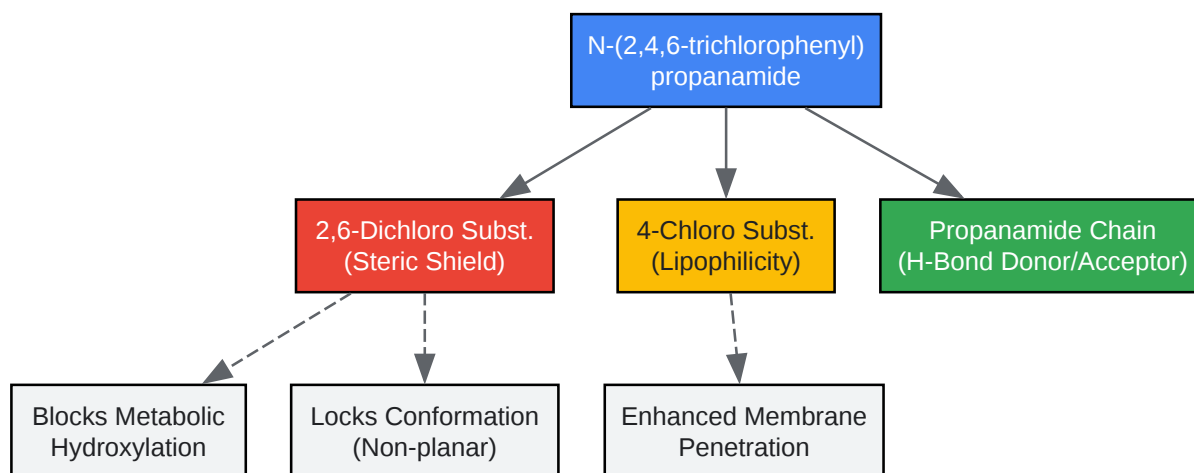 N-(2,4,6-trichlorophenyl)
propanamide
2,6-Dichloro Subst.
(Steric Shield)
4-Chloro Subst.
(Lipophilicity)
Propanamide Chain
(H-Bond Donor/Acceptor)
Blocks Metabolic
Hydroxylation
Locks Conformation
(Non-planar)
Enhanced Membrane
Penetration